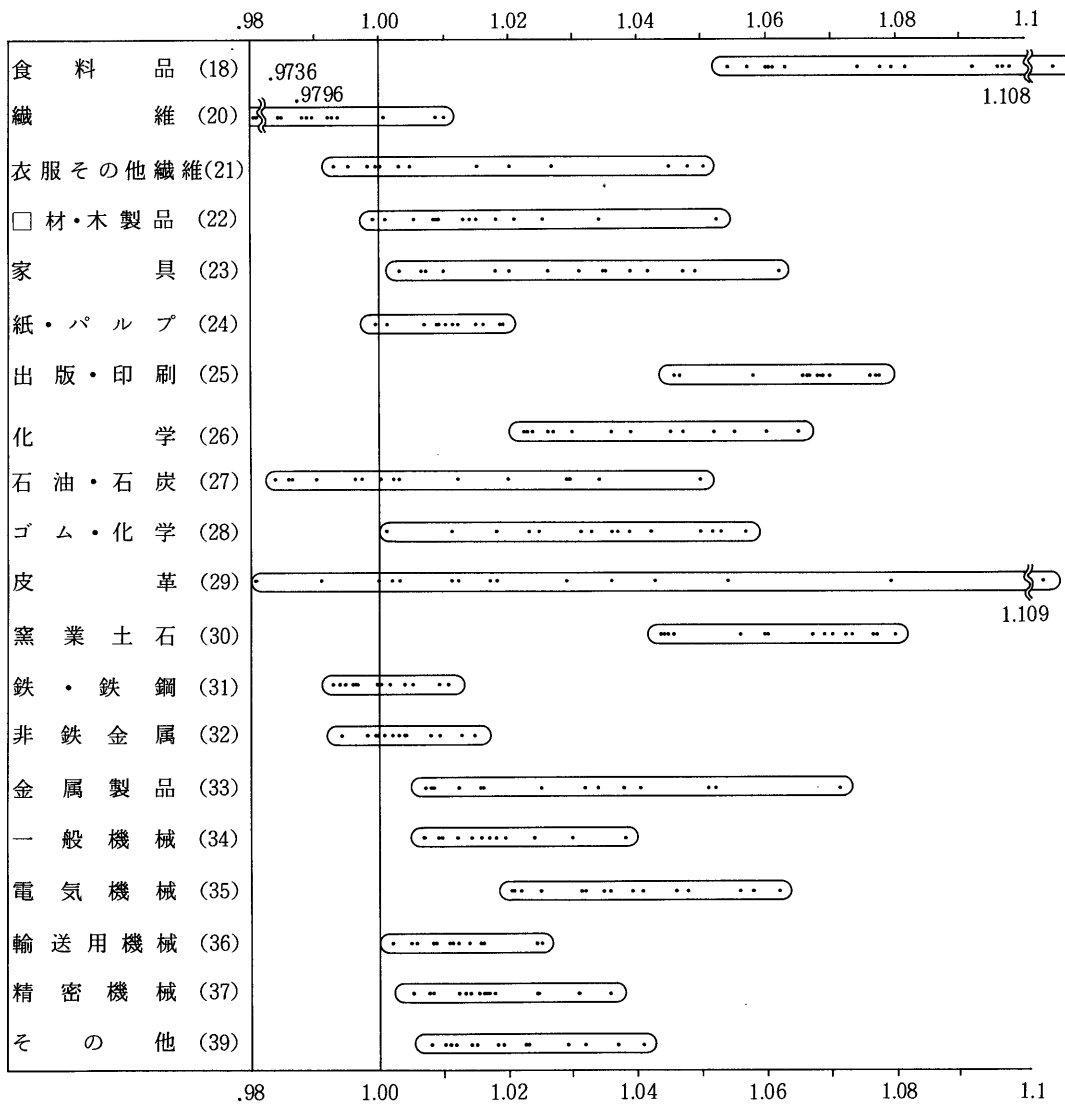 .98 1.00 1.02 1.04 1.06 1.08 1.1
食料品 (18) .9736
1.108
.9796
繊維 (20)
衣服その他繊維(21)
□材・木製品 (22)
家具 (23)
紙・パルプ (24)
出版・印刷 (25)
化学 (26)
石油・石炭 (27)
ゴム・化学 (28)
皮革 (29)
1.109
窯業土石 (30)
鉄・鉄鋼 (31)
非鉄金属 (32)
金属製品 (33)
一般機械 (34)
電気機械 (35)
輸送用機械 (36)
精密機械 (37)
その他 (39)
.98 1.00 1.02 1.04 1.06 1.08 1.1